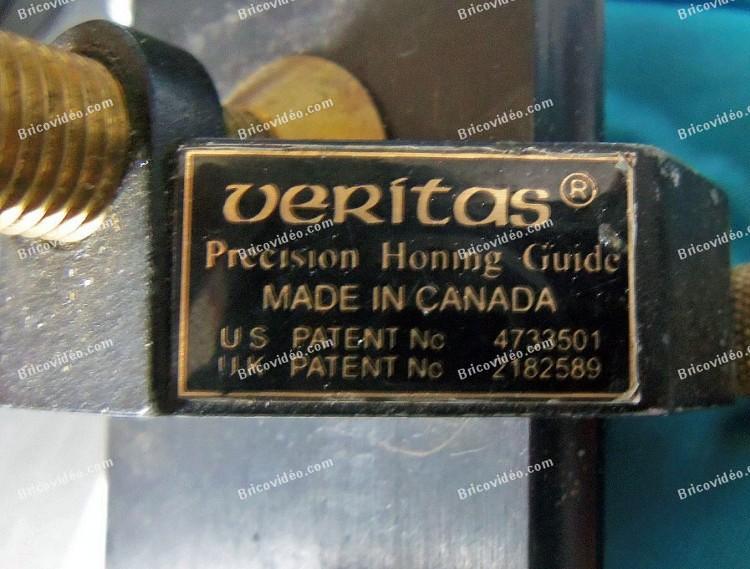 veritas®
Precision Honing Guide
MADE IN CANADA
U S PATENT No 4733501
U.K PATENT No 2182589
Bricovidéo.com